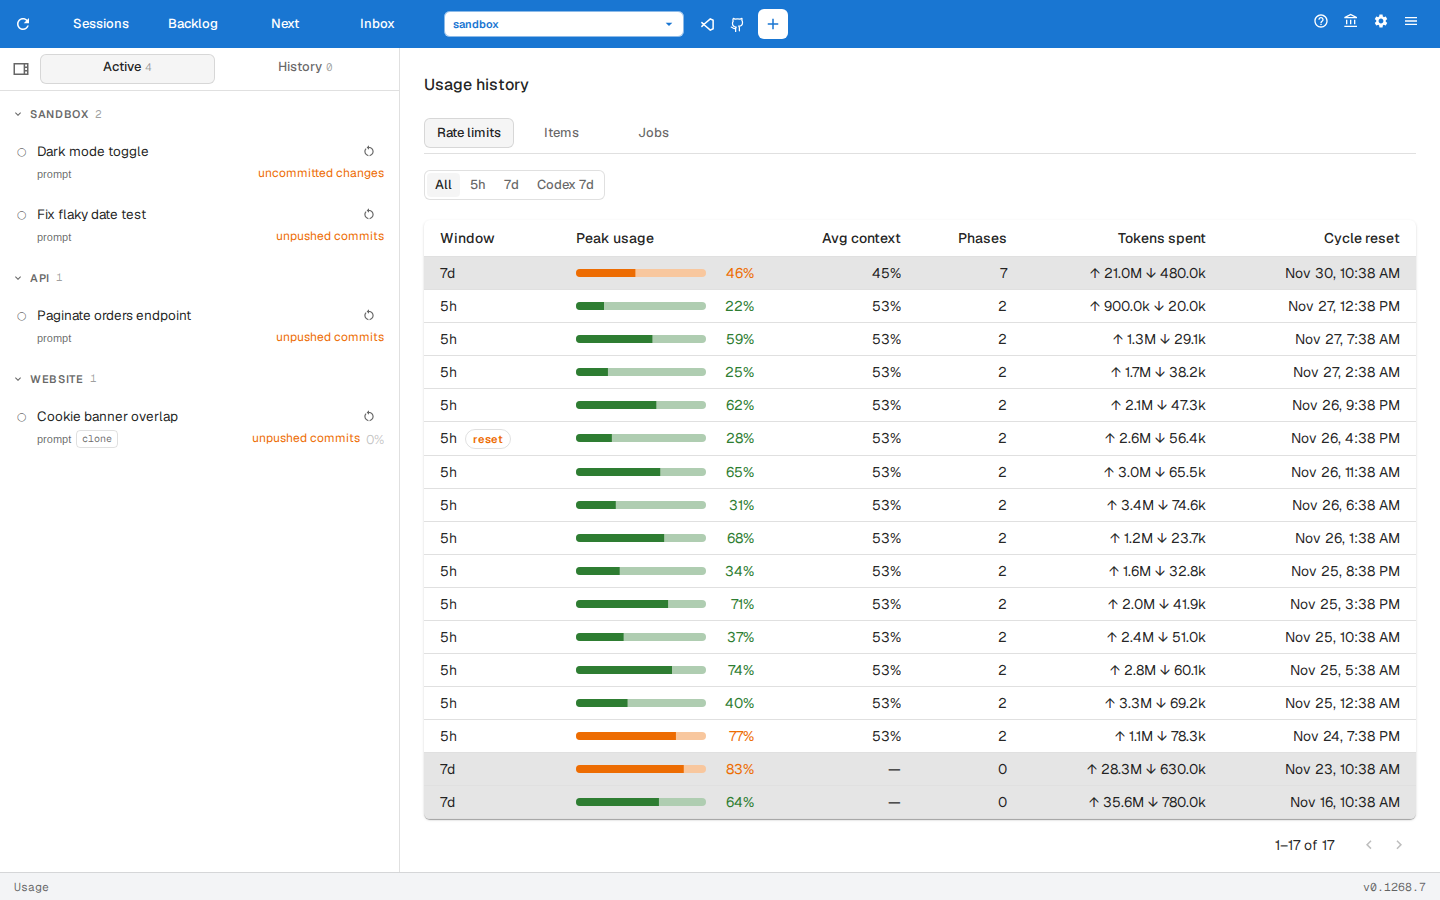 Sessions Backlog Next Inbox sandbox
Active 4 History 0
SANDBOX 2
Dark mode toggle
prompt uncommitted changes
Fix flaky date test
prompt unpushed commits
API 1
Paginate orders endpoint
prompt unpushed commits
WEBSITE 1
Cookie banner overlap
prompt clone unpushed commits 0%
Usage history
Rate limits Items Jobs
All 5h 7d Codex 7d
Window Peak usage Avg context Phases Tokens spent Cycle reset
7d 46% 45% 7 ↑ 21.0M ↓ 480.0k Nov 30, 10:38 AM
5h 22% 53% 2 ↑ 900.0k ↓ 20.0k Nov 27, 12:38 PM
5h 59% 53% 2 ↑ 1.3M ↓ 29.1k Nov 27, 7:38 AM
5h 25% 53% 2 ↑ 1.7M ↓ 38.2k Nov 27, 2:38 AM
5h 62% 53% 2 ↑ 2.1M ↓ 47.3k Nov 26, 9:38 PM
5h reset 28% 53% 2 ↑ 2.6M ↓ 56.4k Nov 26, 4:38 PM
5h 65% 53% 2 ↑ 3.0M ↓ 65.5k Nov 26, 11:38 AM
5h 31% 53% 2 ↑ 3.4M ↓ 74.6k Nov 26, 6:38 AM
5h 68% 53% 2 ↑ 1.2M ↓ 23.7k Nov 26, 1:38 AM
5h 34% 53% 2 ↑ 1.6M ↓ 32.8k Nov 25, 8:38 PM
5h 71% 53% 2 ↑ 2.0M ↓ 41.9k Nov 25, 3:38 PM
5h 37% 53% 2 ↑ 2.4M ↓ 51.0k Nov 25, 10:38 AM
5h 74% 53% 2 ↑ 2.8M ↓ 60.1k Nov 25, 5:38 AM
5h 40% 53% 2 ↑ 3.3M ↓ 69.2k Nov 25, 12:38 AM
5h 77% 53% 2 ↑ 1.1M ↓ 78.3k Nov 24, 7:38 PM
7d 83% — 0 ↑ 28.3M ↓ 630.0k Nov 23, 10:38 AM
7d 64% — 0 ↑ 35.6M ↓ 780.0k Nov 16, 10:38 AM
1–17 of 17
Usage v0.1268.7